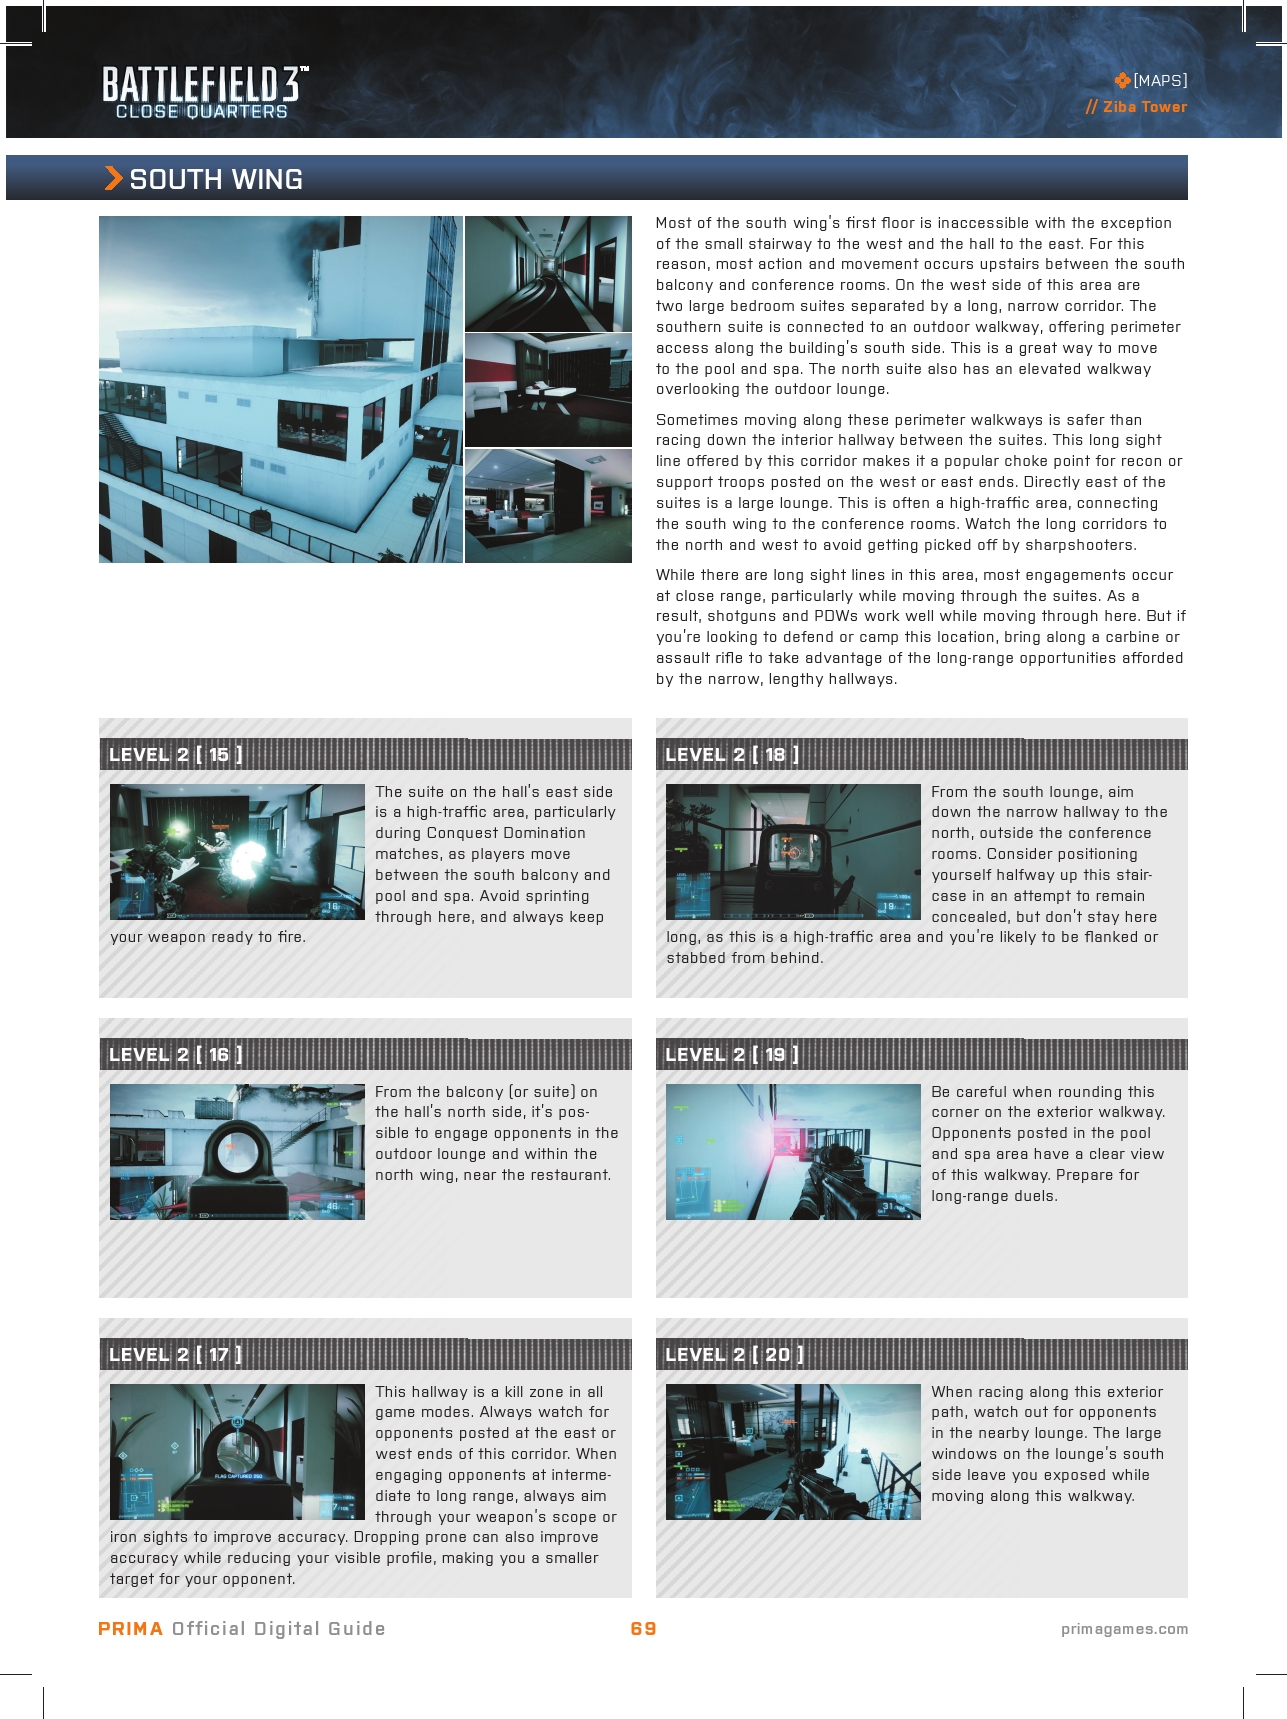 BATTLEFIELD 3™
CLOSE QUARTERS
[MAPS]
// Ziba Tower
SOUTH WING
Most of the south wing's first floor is inaccessible with the exception
of the small stairway to the west and the hall to the east. For this
reason, most action and movement occurs upstairs between the south
balcony and conference rooms. On the west side of this area are
two large bedroom suites separated by a long, narrow corridor. The
southern suite is connected to an outdoor walkway, offering perimeter
access along the building's south side. This is a great way to move
to the pool and spa. The north suite also has an elevated walkway
overlooking the outdoor lounge.
Sometimes moving along these perimeter walkways is safer than
racing down the interior hallway between the suites. This long sight
line offered by this corridor makes it a popular choke point for recon or
support troops posted on the west or east ends. Directly east of the
suites is a large lounge. This is often a high-traffic area, connecting
the south wing to the conference rooms. Watch the long corridors to
the north and west to avoid getting picked off by sharpshooters.
While there are long sight lines in this area, most engagements occur
at close range, particularly while moving through the suites. As a
result, shotguns and PDWs work well while moving through here. But if
you're looking to defend or camp this location, bring along a carbine or
assault rifle to take advantage of the long-range opportunities afforded
by the narrow, lengthy hallways.
LEVEL 2 [ 15 ]
The suite on the hall's east side
is a high-traffic area, particularly
during Conquest Domination
matches, as players move
between the south balcony and
pool and spa. Avoid sprinting
through here, and always keep
your weapon ready to fire.
16
LEVEL 2 [ 16 ]
From the balcony (or suite) on
the hall's north side, it's pos-
sible to engage opponents in the
outdoor lounge and within the
north wing, near the restaurant.
46
LEVEL 2 [ 17 ]
This hallway is a kill zone in all
game modes. Always watch for
opponents posted at the east or
west ends of this corridor. When
engaging opponents at interme-
diate to long range, always aim
through your weapon's scope or
iron sights to improve accuracy. Dropping prone can also improve
accuracy while reducing your visible profile, making you a smaller
target for your opponent.
FLAG CAPTURED 250
LEVEL 2 [ 18 ]
From the south lounge, aim
down the narrow hallway to the
north, outside the conference
rooms. Consider positioning
yourself halfway up this stair-
case in an attempt to remain
concealed, but don't stay here
long, as this is a high-traffic area and you're likely to be flanked or
stabbed from behind.
19
LEVEL 2 [ 19 ]
Be careful when rounding this
corner on the exterior walkway.
Opponents posted in the pool
and spa area have a clear view
of this walkway. Prepare for
long-range duels.
31
LEVEL 2 [ 20 ]
When racing along this exterior
path, watch out for opponents
in the nearby lounge. The large
windows on the lounge's south
side leave you exposed while
moving along this walkway.
PRIMA Official Digital Guide
69
primagames.com